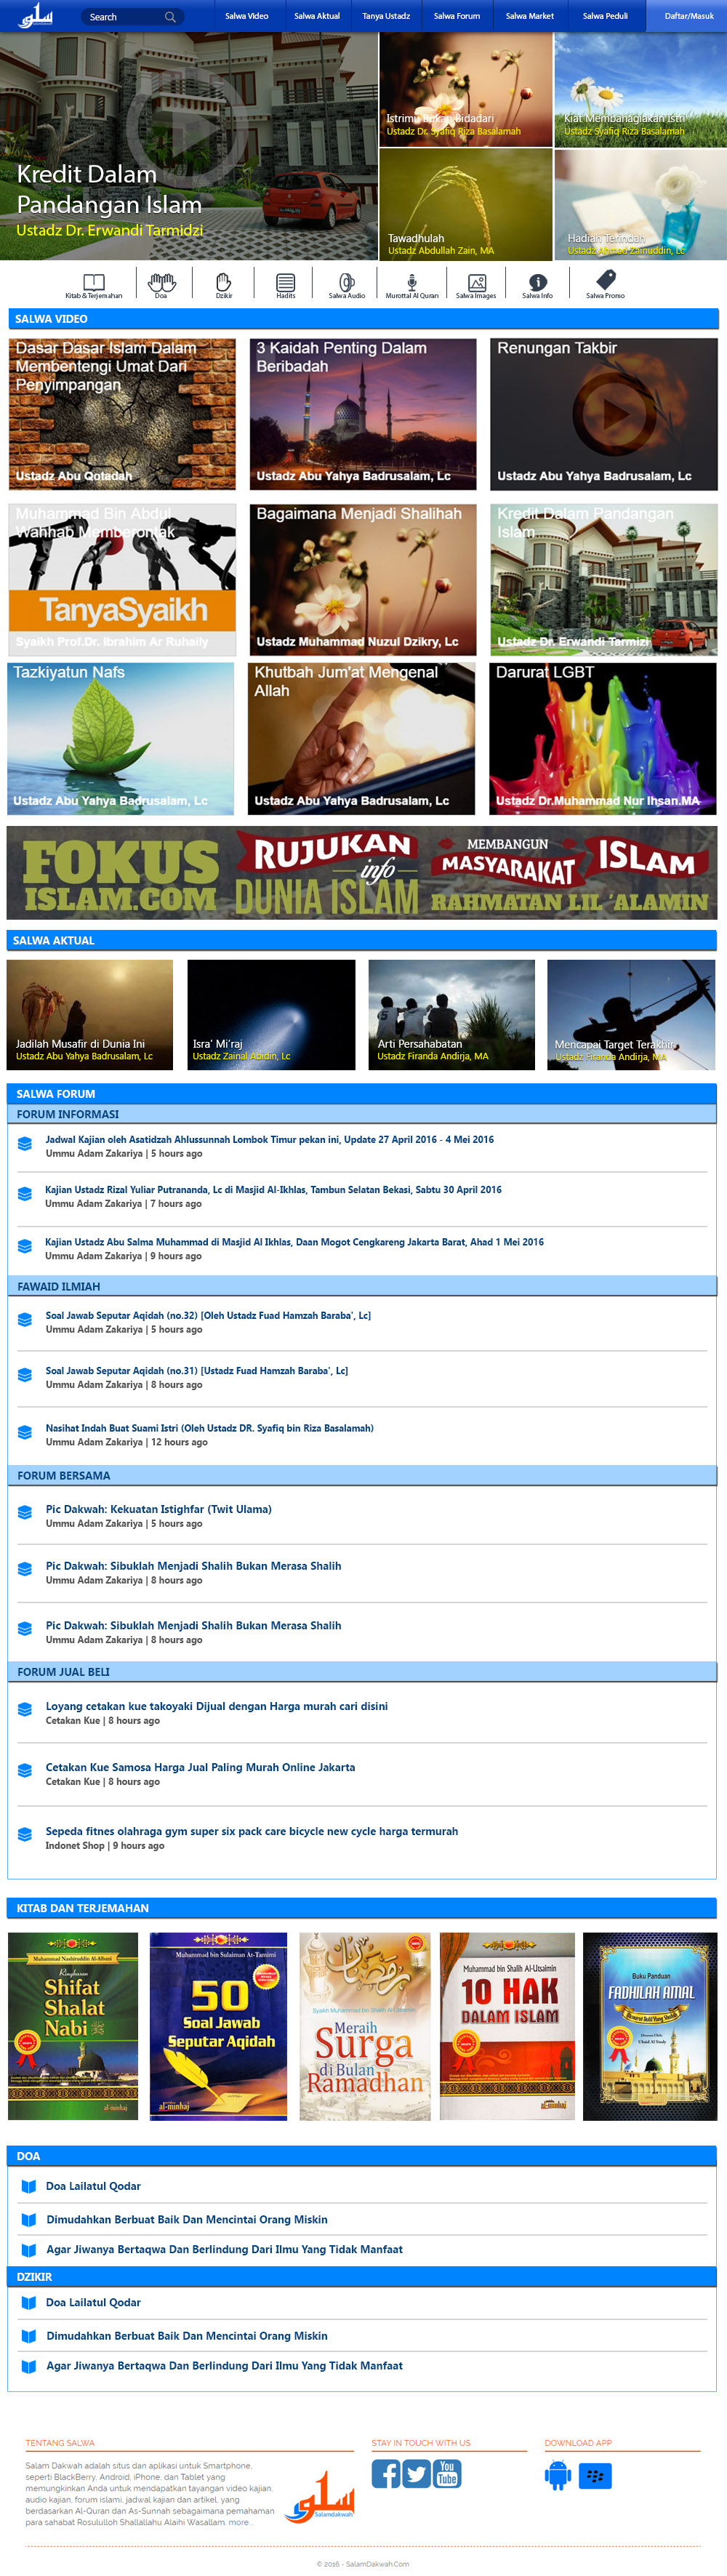 سلوى
Search
Salwa Video
Salwa Aktual
Tanya Ustadz
Salwa Forum
Salwa Market
Salwa Peduli
Daftar/Masuk
Kredit Dalam
Pandangan Islam
Ustadz Dr. Erwandi Tarmidzi
Istrimu Bukan Bidadari
Ustadz Dr. Syafiq Riza Basalamah
Kiat Membahagiakan Istri
Ustadz Syafiq Riza Basalamah
Tawadhulah
Ustadz Abdullah Zain, MA
Hadiah Terindah
Ustadz Ahmad Zainuddin, Lc
Kitab & Terjemahan
Doa
Dzikir
Hadits
Salwa Audio
Murottal Al Quran
Salwa Images
Salwa Info
Salwa Promo
SALWA VIDEO
Dasar Dasar Islam Dalam
Membentengi Umat Dari
Penyimpangan
Ustadz Abu Qotadah
3 Kaidah Penting Dalam
Beribadah
Ustadz Abu Yahya Badrusalam, Lc
Renungan Takbir
Ustadz Abu Yahya Badrusalam, Lc
Muhammad Bin Abdul
Wahhab Memberontak
TanyaSyaikh
Syaikh Prof.Dr. Ibrahim Ar Ruhaily
Bagaimana Menjadi Shalihah
Ustadz Muhammad Nuzul Dzikry, Lc
Kredit Dalam Pandangan
Islam
Ustadz Dr. Erwandi Tarmizi
Tazkiyatun Nafs
Ustadz Abu Yahya Badrusalam, Lc
Khutbah Jum'at Mengenal
Allah
Ustadz Abu Yahya Badrusalam, Lc
Darurat LGBT
Ustadz Dr.Muhammad Nur Ihsan.MA
FOKUS
ISLAM.COM
RUJUKAN
info
DUNIA ISLAM
MEMBANGUN
MASYARAKAT ISLAM
RAHMATAN LIL 'ALAMIN
SALWA AKTUAL
Jadilah Musafir di Dunia Ini
Ustadz Abu Yahya Badrusalam, Lc
Isra' Mi'raj
Ustadz Zainal Abidin, Lc
Arti Persahabatan
Ustadz Firanda Andirja, MA
Mencapai Target Terakhir
Ustadz Firanda Andirja, MA
SALWA FORUM
FORUM INFORMASI
Jadwal Kajian oleh Asatidzah Ahlussunnah Lombok Timur pekan ini, Update 27 April 2016 - 4 Mei 2016
Ummu Adam Zakariya | 5 hours ago
Kajian Ustadz Rizal Yuliar Putrananda, Lc di Masjid Al-Ikhlas, Tambun Selatan Bekasi, Sabtu 30 April 2016
Ummu Adam Zakariya | 7 hours ago
Kajian Ustadz Abu Salma Muhammad di Masjid Al Ikhlas, Daan Mogot Cengkareng Jakarta Barat, Ahad 1 Mei 2016
Ummu Adam Zakariya | 9 hours ago
FAWAID ILMIAH
Soal Jawab Seputar Aqidah (no.32) [Oleh Ustadz Fuad Hamzah Baraba', Lc]
Ummu Adam Zakariya | 5 hours ago
Soal Jawab Seputar Aqidah (no.31) [Ustadz Fuad Hamzah Baraba', Lc]
Ummu Adam Zakariya | 8 hours ago
Nasihat Indah Buat Suami Istri (Oleh Ustadz DR. Syafiq bin Riza Basalamah)
Ummu Adam Zakariya | 12 hours ago
FORUM BERSAMA
Pic Dakwah: Kekuatan Istighfar (Twit Ulama)
Ummu Adam Zakariya | 5 hours ago
Pic Dakwah: Sibuklah Menjadi Shalih Bukan Merasa Shalih
Ummu Adam Zakariya | 8 hours ago
Pic Dakwah: Sibuklah Menjadi Shalih Bukan Merasa Shalih
Ummu Adam Zakariya | 8 hours ago
FORUM JUAL BELI
Loyang cetakan kue takoyaki Dijual dengan Harga murah cari disini
Cetakan Kue | 8 hours ago
Cetakan Kue Samosa Harga Jual Paling Murah Online Jakarta
Cetakan Kue | 8 hours ago
Sepeda fitnes olahraga gym super six pack care bicycle new cycle harga termurah
Indonet Shop | 9 hours ago
KITAB DAN TERJEMAHAN
Muhammad Nashiruddin Al-Albani
Ringkasan
Shifat
Shalat
Nabi
al-minhaj
Muhammad bin Sulaiman At-Tamimi
50
Soal Jawab
Seputar Aqidah
al-minhaj
رمضان
Syaikh Muhammad bin Shalih Al-Utsaimin
Meraih
Surga
di Bulan
Ramadhan
Muhammad bin Shalih Al-Utsaimin
10 HAK
DALAM ISLAM
al-minhaj
Buku Panduan
FADHILAH AMAL
DOA
Doa Lailatul Qodar
Dimudahkan Berbuat Baik Dan Mencintai Orang Miskin
Agar Jiwanya Bertaqwa Dan Berlindung Dari Ilmu Yang Tidak Manfaat
DZIKIR
Doa Lailatul Qodar
Dimudahkan Berbuat Baik Dan Mencintai Orang Miskin
Agar Jiwanya Bertaqwa Dan Berlindung Dari Ilmu Yang Tidak Manfaat
TENTANG SALWA
Salam Dakwah adalah situs dan aplikasi untuk Smartphone,
seperti BlackBerry, Android, iPhone, dan Tablet yang
memungkinkan Anda untuk mendapatkan tayangan video kajian,
audio kajian, forum islami, jadwal kajian dan artikel, yang
berdasarkan Al-Quran dan As-Sunnah sebagaimana pemahaman
para sahabat Rosululloh Shallallahu Alaihi Wasallam. more..
سلوى
Salamdakwah
STAY IN TOUCH WITH US
You
Tube
DOWNLOAD APP
© 2016 - SalamDakwah.Com